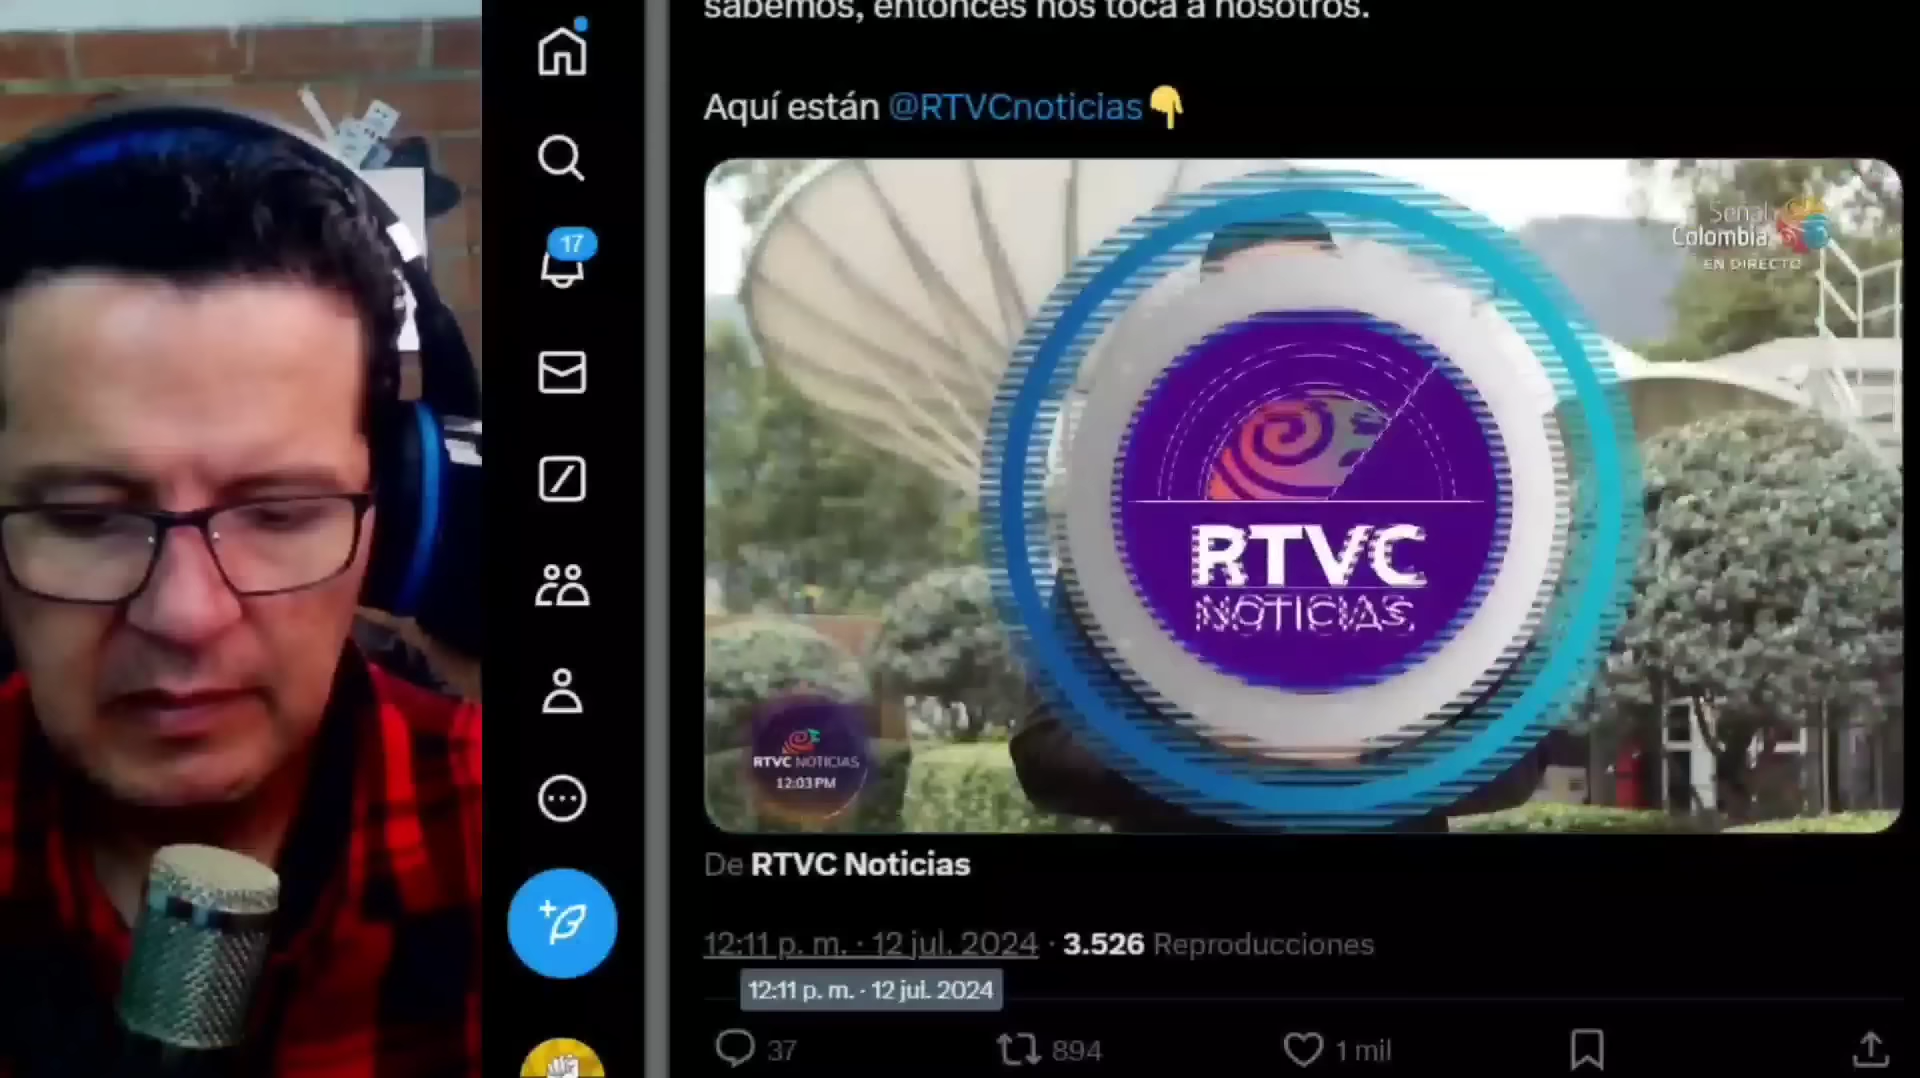 sabemos, entonces nos toca a nosotros.
Aquí están @RTVCnoticias
17
Señal
Colombia
EN DIRECTO
RTVC
NOTICIAS
RTVC NOTICIAS
12:03 PM
De RTVC Noticias
12:11 p. m. · 12 jul. 2024 · 3.526 Reproducciones
12:11 p. m. · 12 jul. 2024
37
894
1 mil